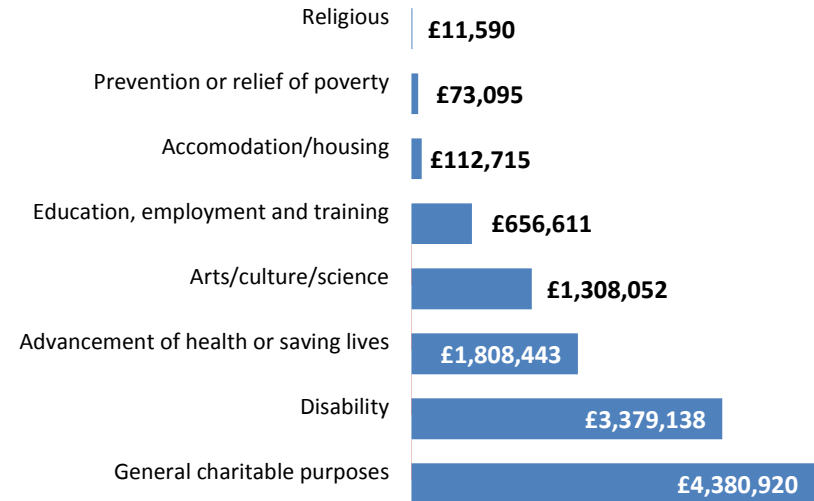 Religious £11,590
Prevention or relief of poverty £73,095
Accomodation/housing £112,715
Education, employment and training £656,611
Arts/culture/science £1,308,052
Advancement of health or saving lives £1,808,443
Disability £3,379,138
General charitable purposes £4,380,920